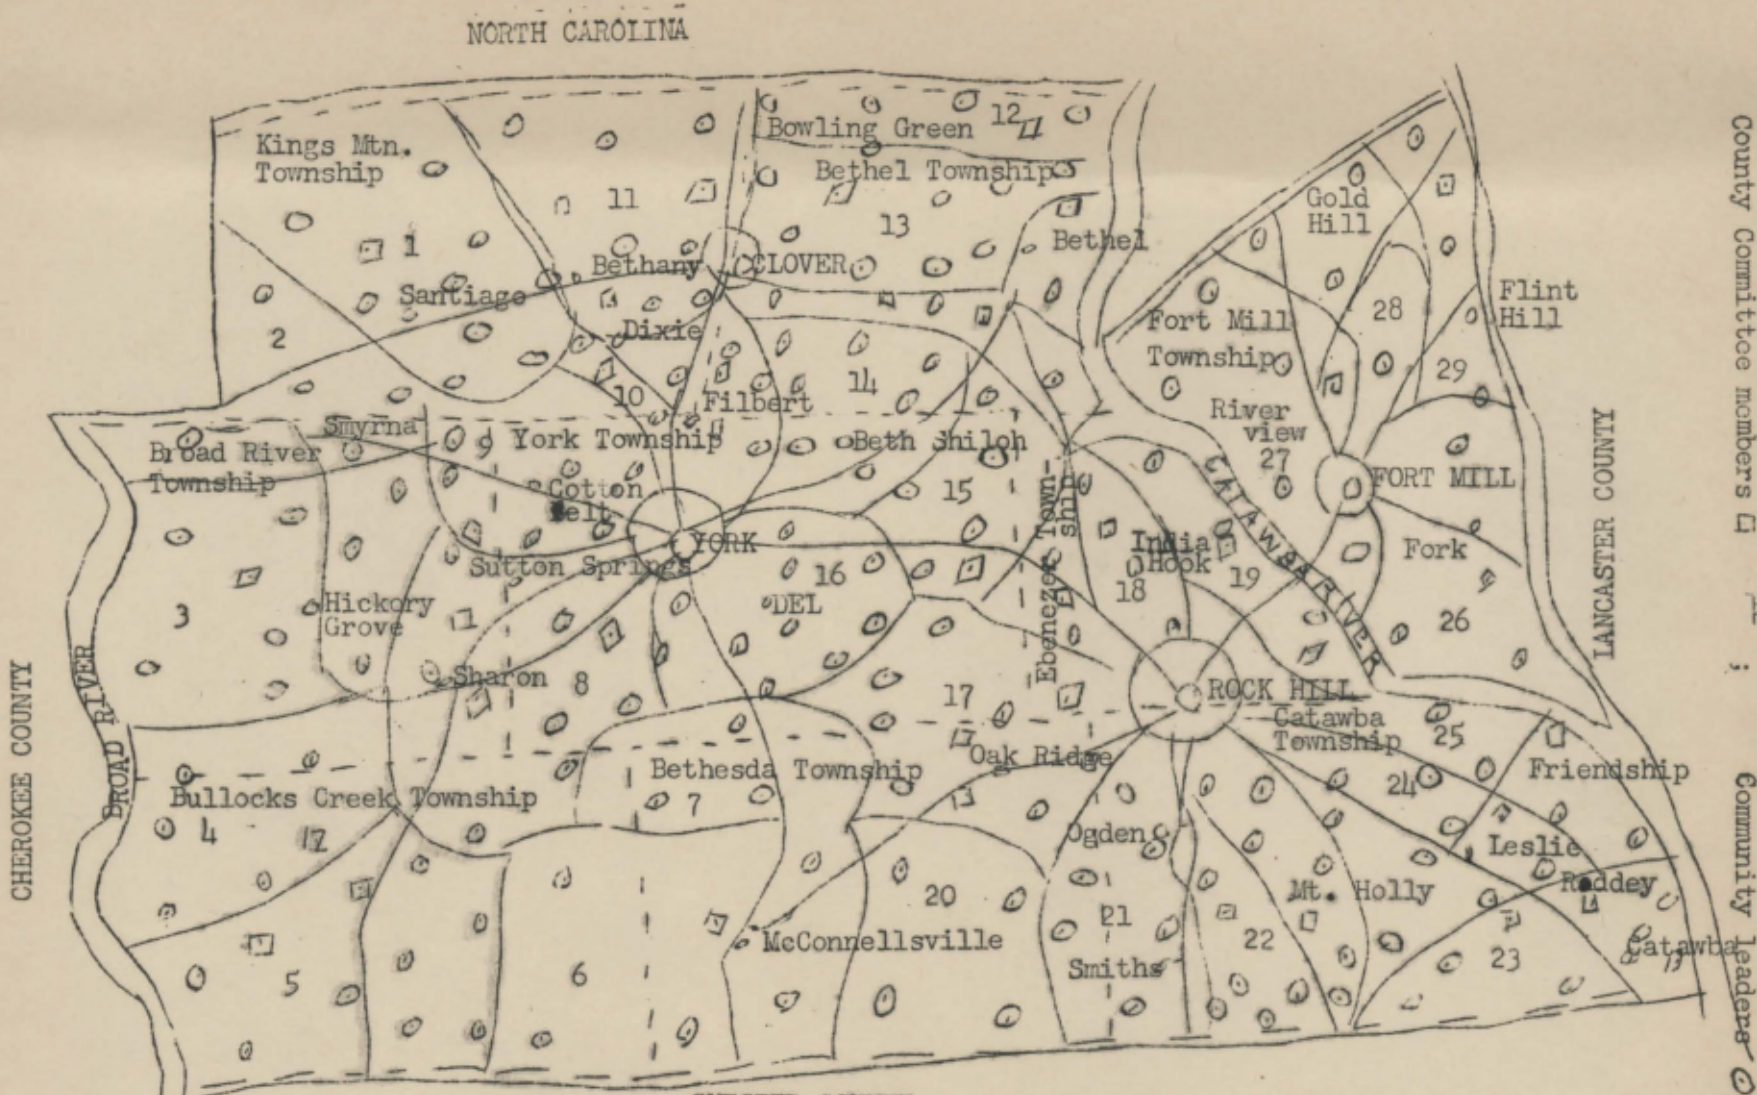 NORTH CAROLINA
Kings Mtn.
Township
Bowling Green
12
Bethel Township
11
13
1
Gold
Hill
Bethel
Bethany
CLOVER
Santiago
Flint
Hill
2
Dixie
Fort Mill
Township
28
29
10
14
Filbert
Smyrna
9
York Township
Beth Shiloh
River
view
27
Broad River
Township
Cotton
Belt
15
FORT MILL
CATAWBA RIVER
Ebenezer Town-
ship
YORK
Sutton Springs
16
India
Hook
18
19
Fork
26
3
Hickory
Grove
DEL
Sharon
8
17
ROCK HILL
Catawba
Township
25
CHEROKEE COUNTY
BROAD RIVER
LANCASTER COUNTY
Bullocks Creek Township
Bethesda Township
Oak Ridge
Friendship
4
7
24
Ogden
Leslie
Roddey
Mt. Holly
20
21
22
23
Catawba
McConnellsville
Smiths
5
6
County Committee members
;
Community leaders